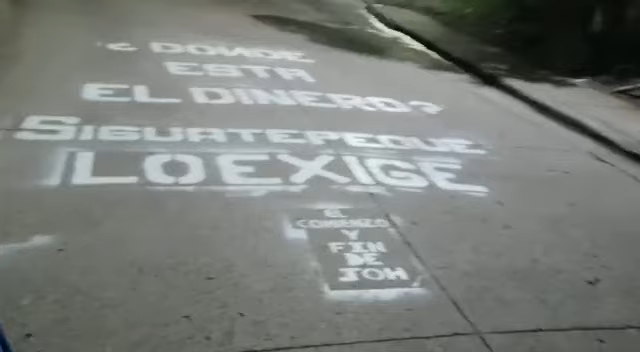 ¿DONDE
ESTA
EL DINERO?
SIGUATEPEQUE
LO EXIGE
EL
COMIENZO
Y
FIN
DE
JOH